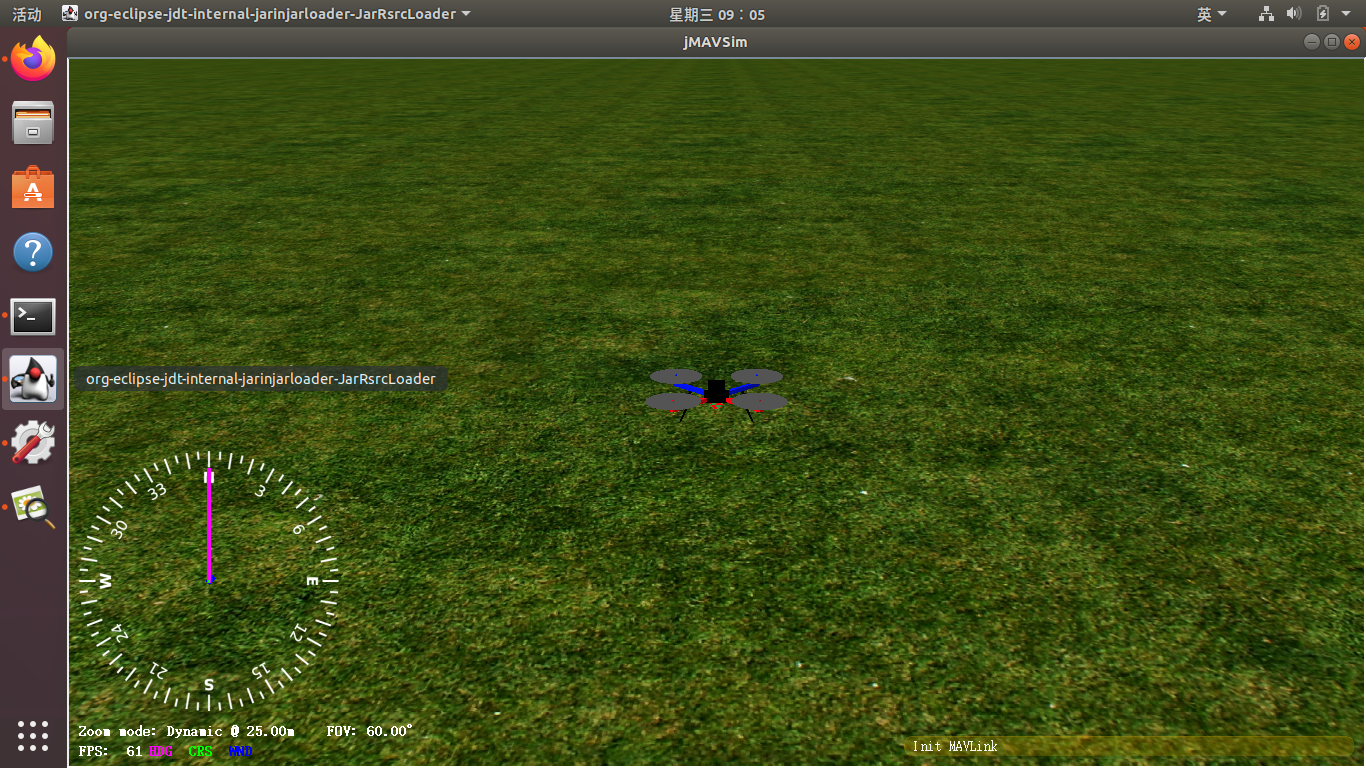 活动 org-eclipse-jdt-internal-jarinjarloader-JarRsrcLoader 星期三 09:05 英
jMAVSim
org-eclipse-jdt-internal-jarinjarloader-JarRsrcLoader
N
33 3
30 6
W E
24 12
21 15
S
Zoom mode: Dynamic @ 25.00m FOV: 60.00°
FPS: 61 HDG CRS WND
Init MAVLink